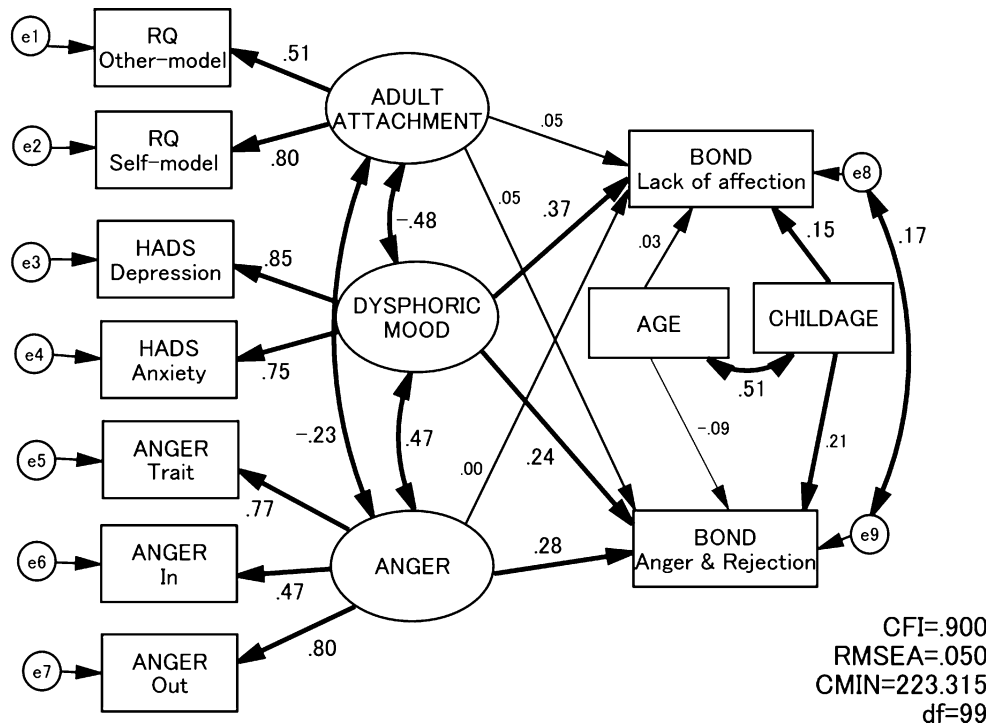 e1
RQ
Other-model
.51
e2
RQ
Self-model
.80
ADULT
ATTACHMENT
.05
.05
BOND
Lack of affection
e8
-.48
.37
.03
.15
.17
e3
HADS
Depression
.85
DYSPHORIC
MOOD
AGE
CHILDAGE
e4
HADS
Anxiety
.75
.51
-.23
.47
.00
.24
-.09
.21
e5
ANGER
Trait
.77
e6
ANGER
In
.47
ANGER
.28
BOND
Anger & Rejection
e9
e7
ANGER
Out
.80
CFI=.900
RMSEA=.050
CMIN=223.315
df=99